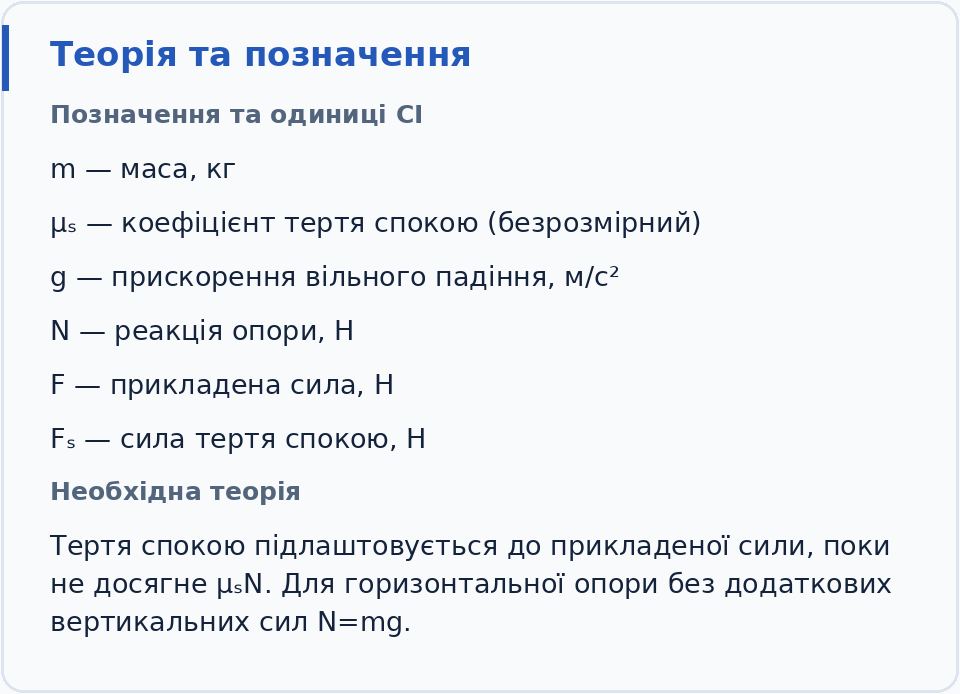 Теорія та позначення
Позначення та одиниці СІ
m — маса, кг
μₛ — коефіцієнт тертя спокою (безрозмірний)
g — прискорення вільного падіння, м/с²
N — реакція опори, Н
F — прикладена сила, Н
Fₛ — сила тертя спокою, Н
Необхідна теорія
Тертя спокою підлаштовується до прикладеної сили, поки
не досягне μₛN. Для горизонтальної опори без додаткових
вертикальних сил N=mg.